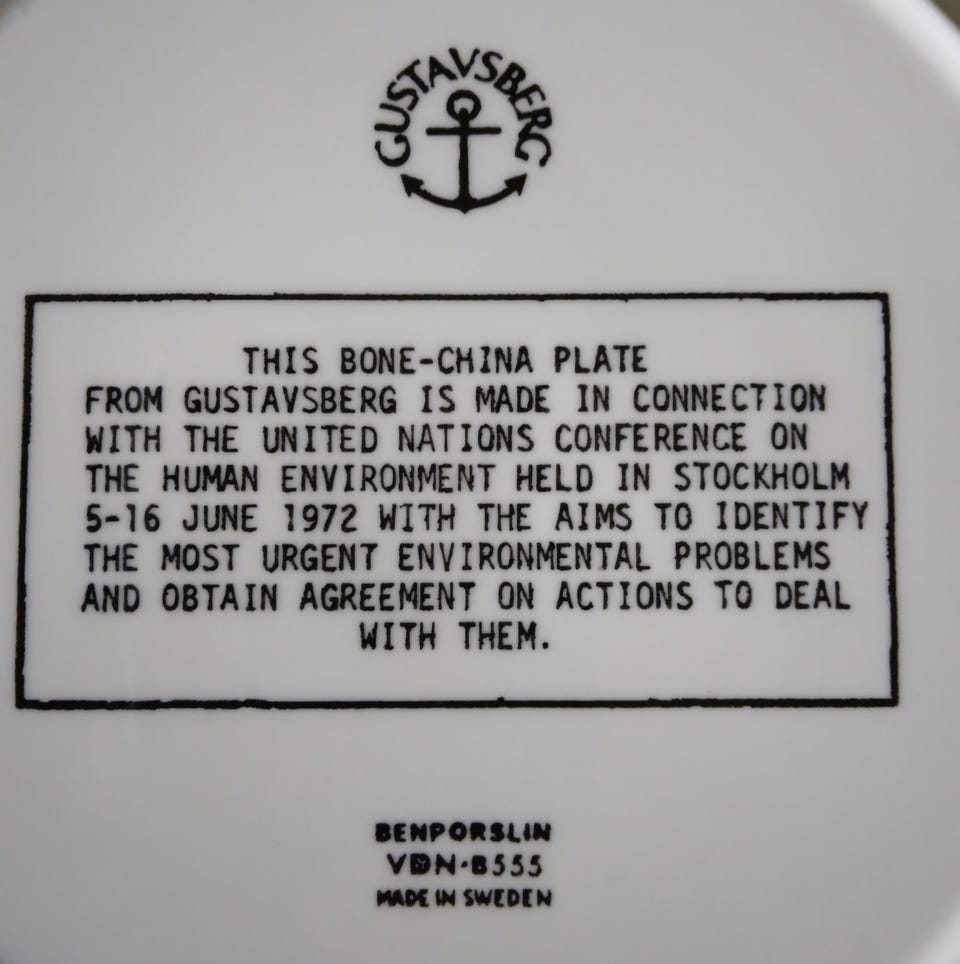 GUSTAVSBERG
THIS BONE-CHINA PLATE
FROM GUSTAVSBERG IS MADE IN CONNECTION
WITH THE UNITED NATIONS CONFERENCE ON
THE HUMAN ENVIRONMENT HELD IN STOCKHOLM
5-16 JUNE 1972 WITH THE AIMS TO IDENTIFY
THE MOST URGENT ENVIRONMENTAL PROBLEMS
AND OBTAIN AGREEMENT ON ACTIONS TO DEAL
WITH THEM.
BENPORSLIN
VDN·B555
MADE IN SWEDEN